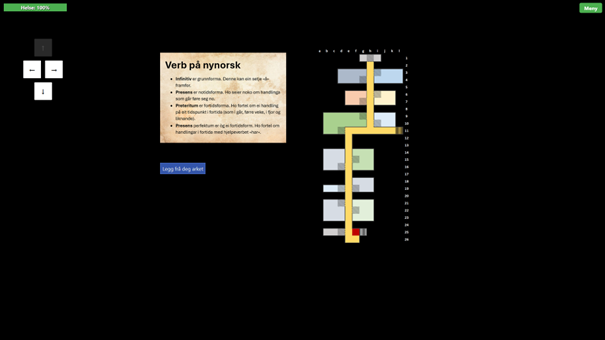 Helse: 100%
Meny
a b c d e f g h i j k l
Verb på nynorsk
• Infinitiv er grunnforma. Denne kan ein setje «å»
framfor.
• Presens er notidsforma. Ho seier noko om handlinga
som går føre seg no.
• Preteritum er fortidsforma. Ho fortel om ei handling
på eit tidspunkt i fortida (som i går, førre veke, i fjor og
liknande).
• Presens perfektum er òg ei fortidsform. Ho fortel om
handlingar i fortida med hjelpeverbet «ha».
Legg frå deg arket
1
2
3
4
5
6
7
8
9
10
11
12
13
14
15
16
17
18
19
20
21
22
23
24
25
26